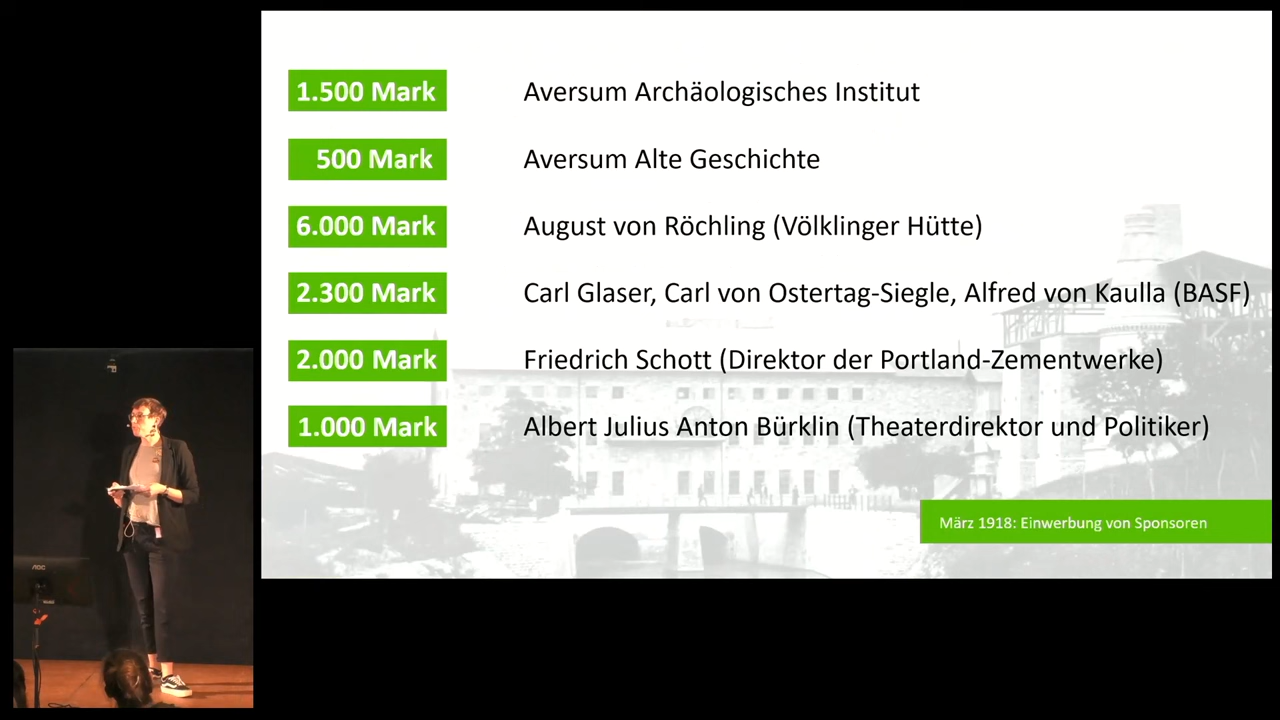 1.500 Mark Aversum Archäologisches Institut
500 Mark Aversum Alte Geschichte
6.000 Mark August von Röchling (Völklinger Hütte)
2.300 Mark Carl Glaser, Carl von Ostertag-Siegle, Alfred von Kaulla (BASF)
2.000 Mark Friedrich Schott (Direktor der Portland-Zementwerke)
1.000 Mark Albert Julius Anton Bürklin (Theaterdirektor und Politiker)
März 1918: Einwerbung von Sponsoren
AOC